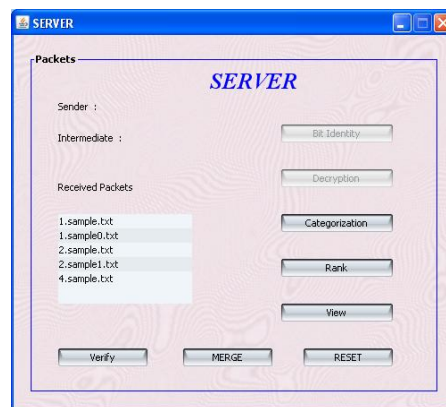 SERVER
Packets
SERVER
Sender :
Intermediate :
Bit Identity
Received Packets
Decryption
1.sample.txt
1.sample0.txt
2.sample.txt
2.sample1.txt
4.sample.txt
Categorization
Rank
View
Verify
MERGE
RESET